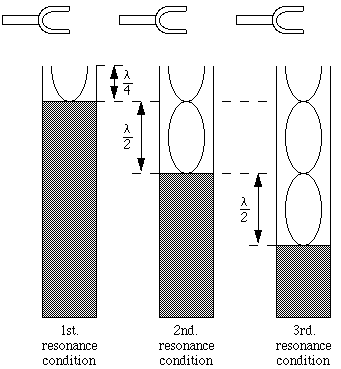 λ
4
λ
2
λ
2
1st.
resonance
condition
2nd.
resonance
condition
3rd.
resonance
condition